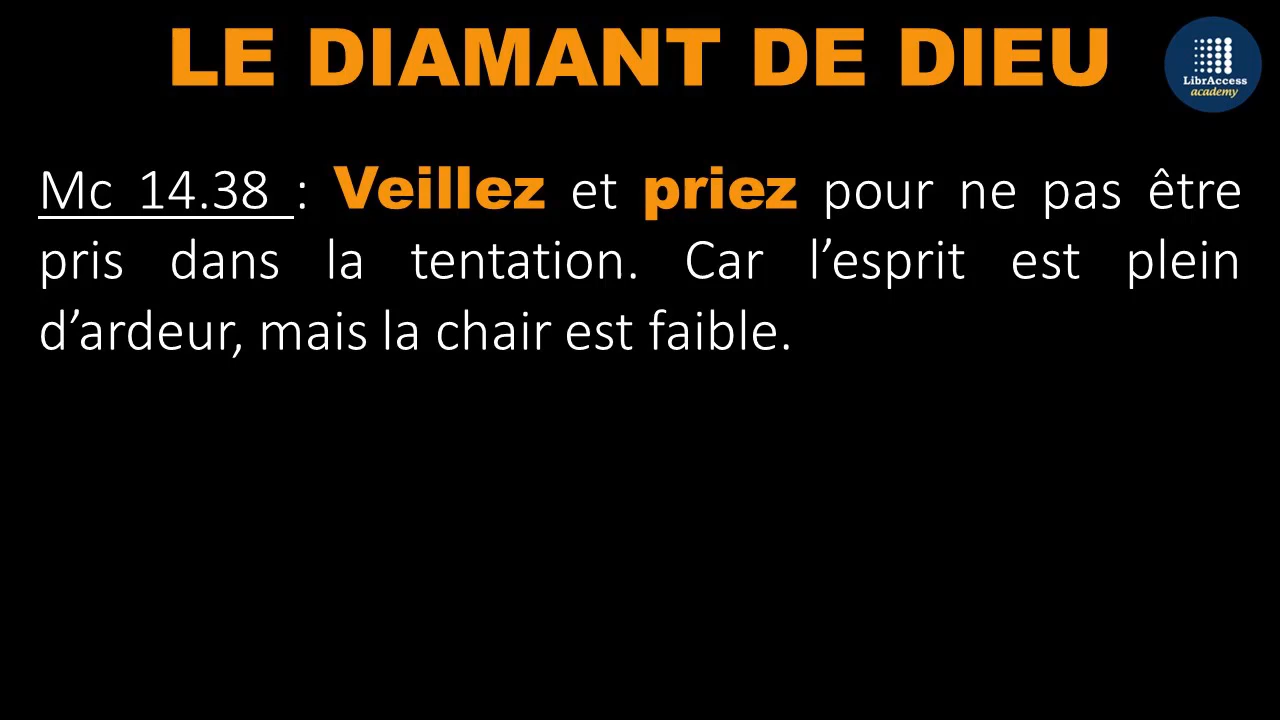 LE DIAMANT DE DIEU
LibrAccess
academy
Mc 14.38 : Veillez et priez pour ne pas être
pris dans la tentation. Car l’esprit est plein
d’ardeur, mais la chair est faible.